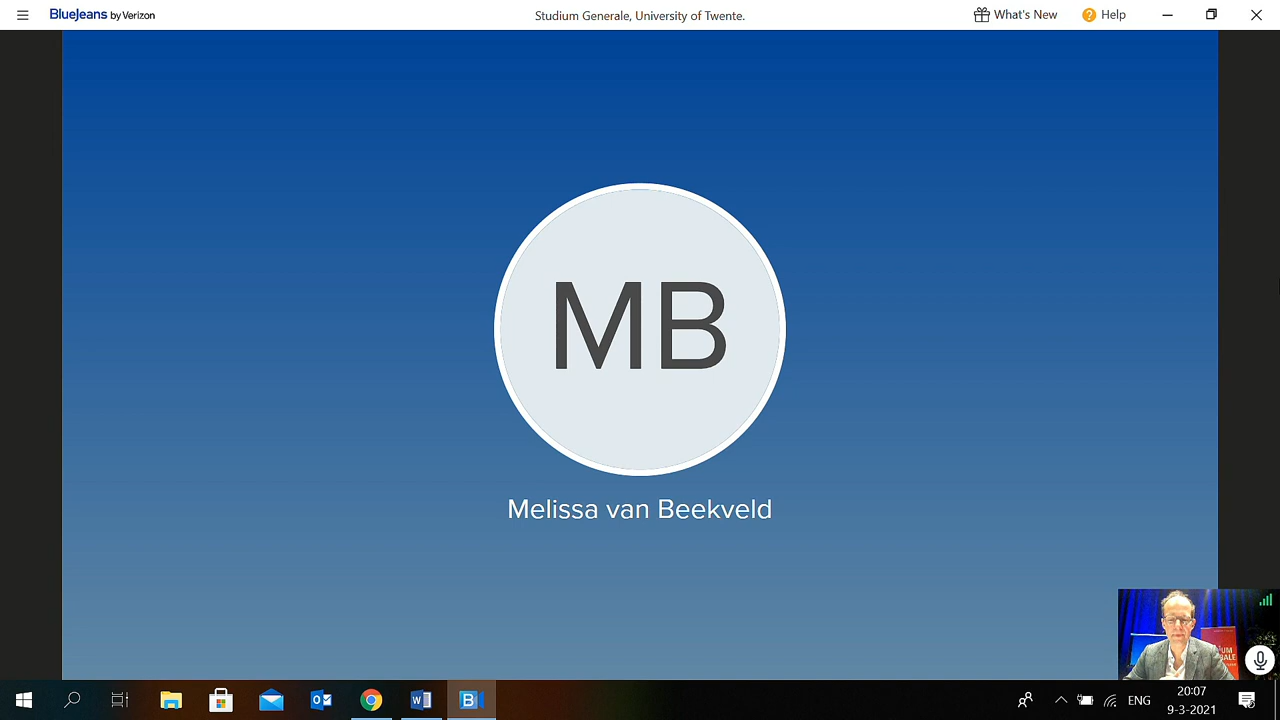 BlueJeans by Verizon
Studium Generale, University of Twente.
What's New
Help
MB
Melissa van Beekveld
ENG
20:07
9-3-2021